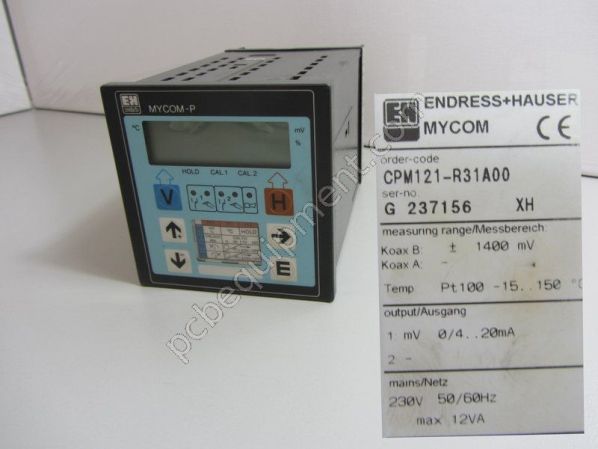 E+H
MYCOM-P
°C
mV
%
HOLD CAL.1 CAL.2
V
H
°C
HOLD
E
pcbequipment.com
E+H
ENDRESS+HAUSER
MYCOM
CE
order-code
CPM121-R31A00
ser-no.
G 237156 XH
measuring range/Messbereich:
Koax B: ± 1400 mV
Koax A: -
Temp Pt100 -15..150 °C
output/Ausgang
1 mV 0/4..20mA
2 -
mains/Netz
230V 50/60Hz
max 12VA